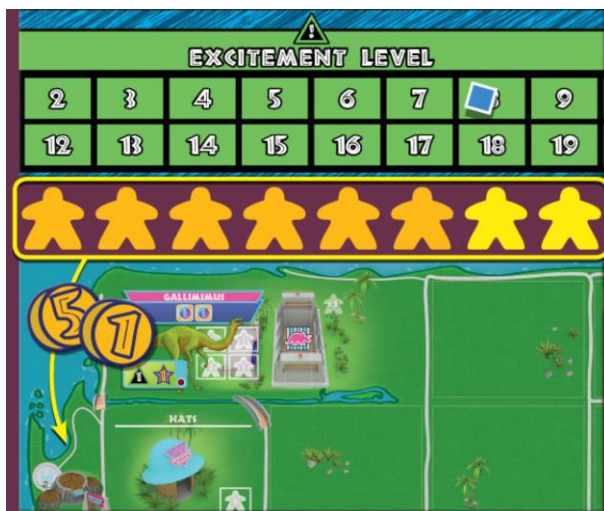 !
EXCITEMENT LEVEL
2 3 4 5 6 7 9
12 13 14 15 16 17 18 19
GALLIMIMUS
5 1
HATS